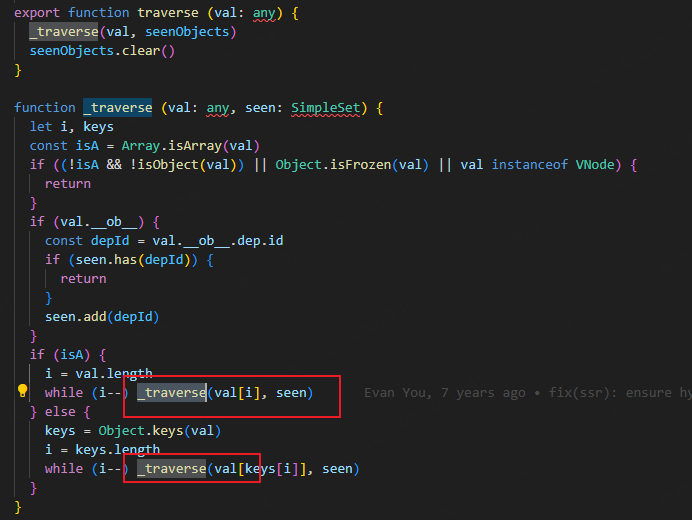 export function traverse (val: any) {
  _traverse(val, seenObjects)
  seenObjects.clear()
}

function _traverse (val: any, seen: SimpleSet) {
  let i, keys
  const isA = Array.isArray(val)
  if ((!isA && !isObject(val)) || Object.isFrozen(val) || val instanceof VNode) {
    return
  }
  if (val.__ob__) {
    const depId = val.__ob__.dep.id
    if (seen.has(depId)) {
      return
    }
    seen.add(depId)
  }
  if (isA) {
    i = val.length
    while (i--) _traverse(val[i], seen) Evan You, 7 years ago • fix(ssr): ensure hy
  } else {
    keys = Object.keys(val)
    i = keys.length
    while (i--) _traverse(val[keys[i]], seen)
  }
}